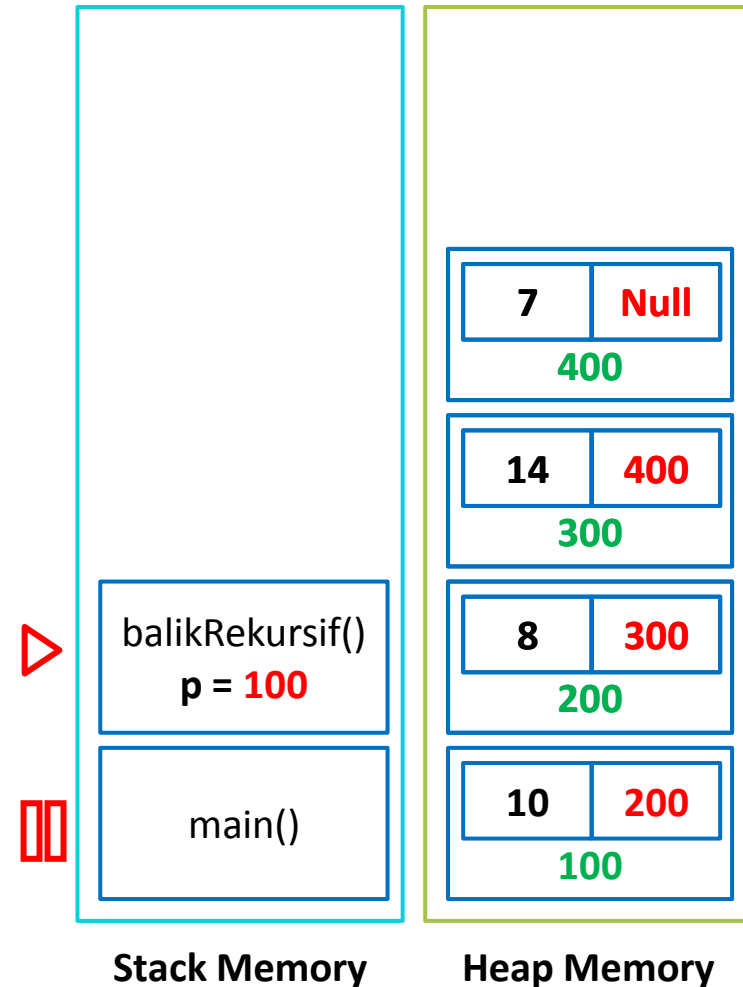 7 Null
400
14 400
300
balikRekursif()
p = 100
8 300
200
main()
10 200
100
Stack Memory
Heap Memory